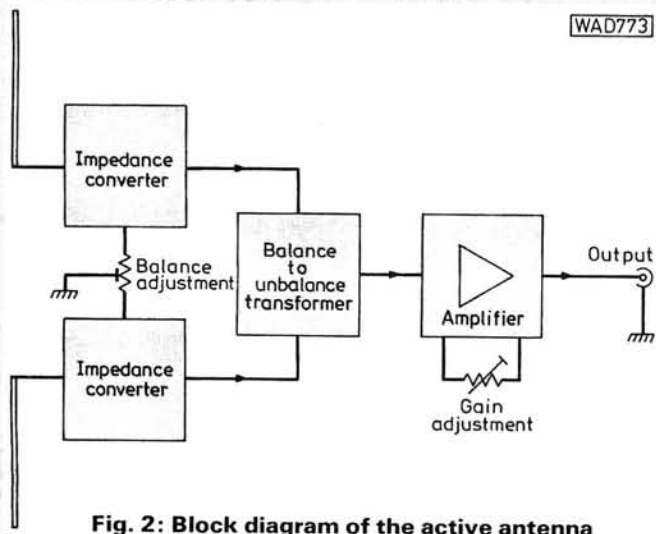 WAD773
Impedance
converter
Balance
adjustment
Impedance
converter
Balance
to
unbalance
transformer
Amplifier
Gain
adjustment
Output
Fig. 2: Block diagram of the active antenna